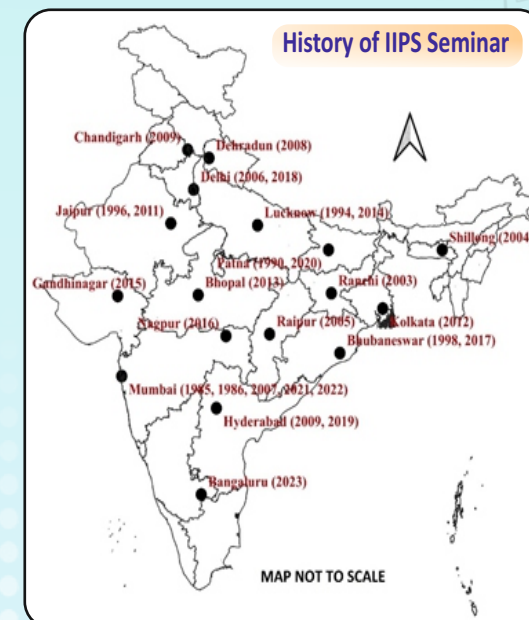 History of IIPS Seminar
Chandigarh (2009)
Dehradun (2008)
Delhi (2006, 2018)
Jaipur (1996, 2011)
Lucknow (1994, 2014)
Shillong (2004)
Patna (1990, 2020)
Gandhinagar (2015)
Bhopal (2013)
Ranchi (2003)
Nagpur (2016)
Raipur (2005)
Kolkata (2012)
Bhubaneswar (1998, 2017)
Mumbai (1985, 1986, 2007, 2021, 2022)
Hyderabad (2009, 2019)
Bangaluru (2023)
MAP NOT TO SCALE